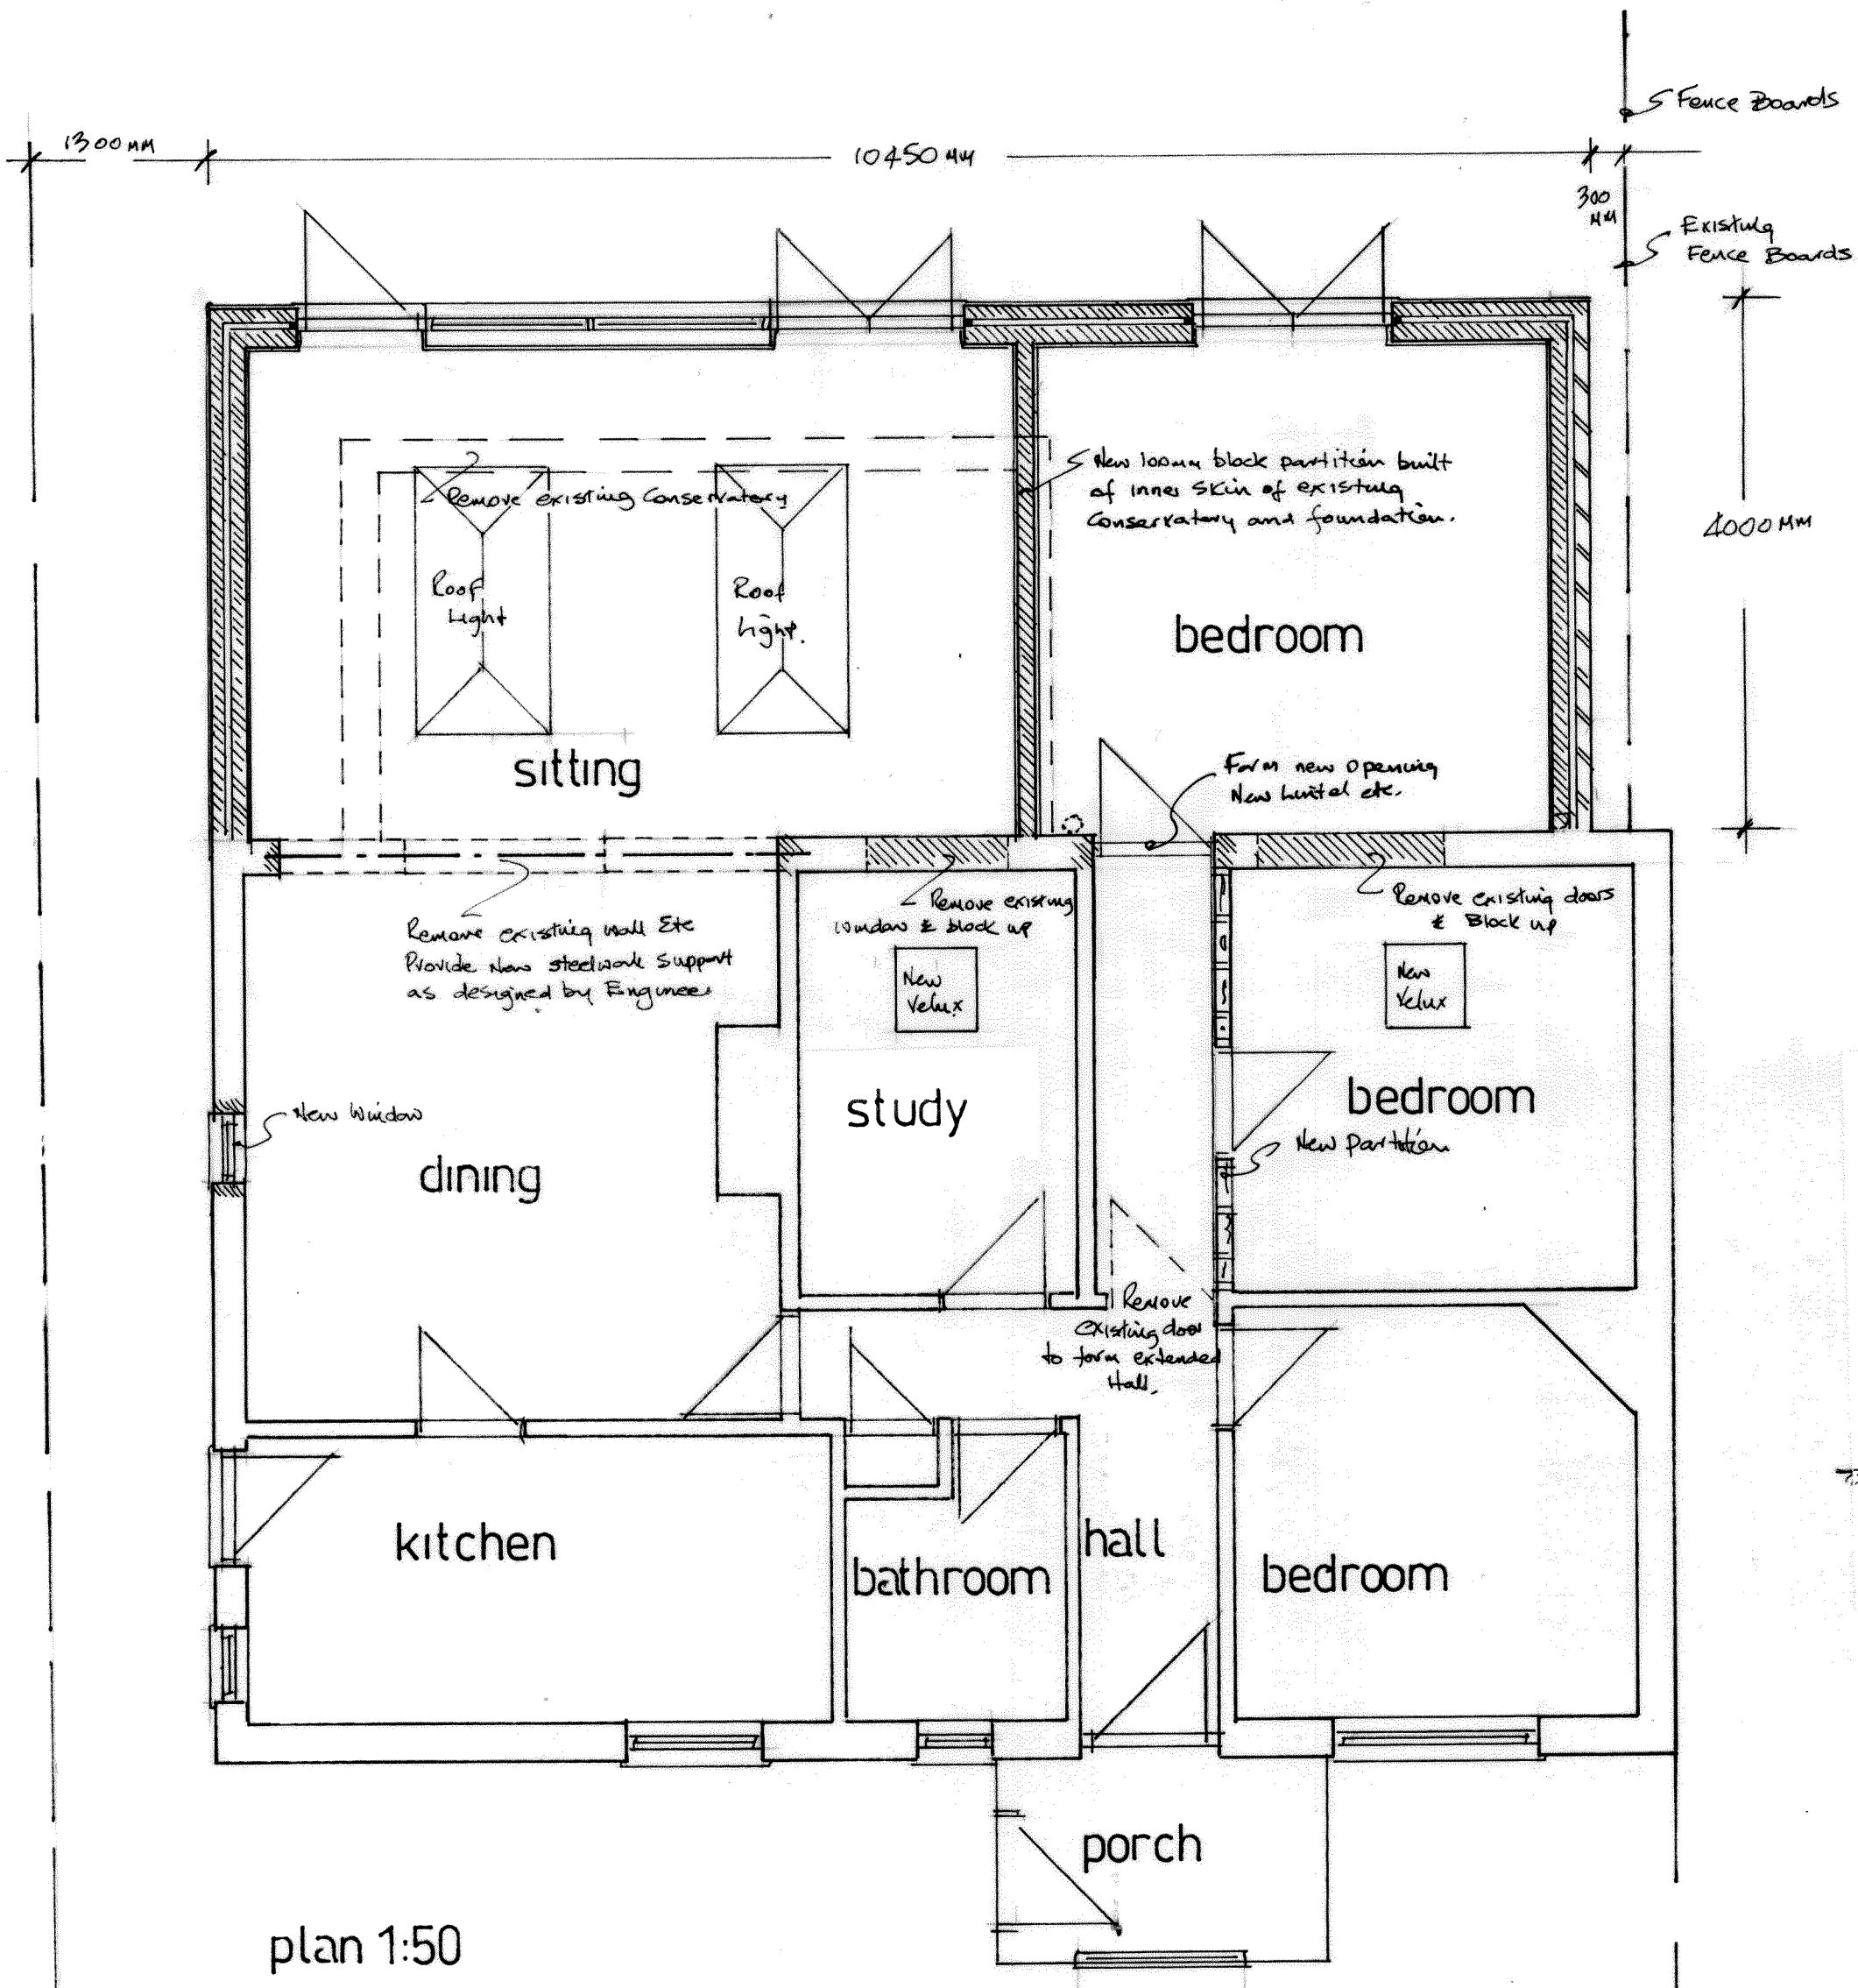 Fence Boards
1300 MM
10450 MM
300
MM
Existing
Fence Boards
New 100mm block partition built
of inner skin of existing
Conservatory and foundation.
Remove existing Conservatory
4000 MM
Roof
Light
Roof
Light.
bedroom
sitting
Form new opening
New lintel etc.
Remove existing wall Etc
Provide New steelwork support
as designed by Engineer
Remove existing
window & block up
Remove existing doors
& Block up
New
Velux
New
Velux
study
bedroom
New Window
New partition
dining
Remove
existing door
to form extended
Hall.
kitchen
bathroom
hall
bedroom
porch
plan 1:50